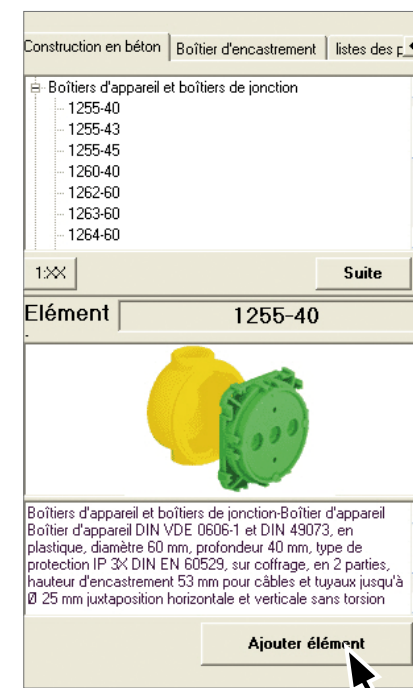 Construction en béton Boîtier d'encastrement listes des
Boîtiers d'appareil et boîtiers de jonction
1255-40
1255-43
1255-45
1260-40
1262-60
1263-60
1264-60
1:XX Suite
Elément 1255-40
Boîtiers d'appareil et boîtiers de jonction-Boîtier d'appareil
Boîtier d'appareil DIN VDE 0606-1 et DIN 49073, en
plastique, diamètre 60 mm, profondeur 40 mm, type de
protection IP 3X DIN EN 60529, sur coffrage, en 2 parties,
hauteur d'encastrement 53 mm pour câbles et tuyaux jusqu'à
Ø 25 mm juxtaposition horizontale et verticale sans torsion
Ajouter élément